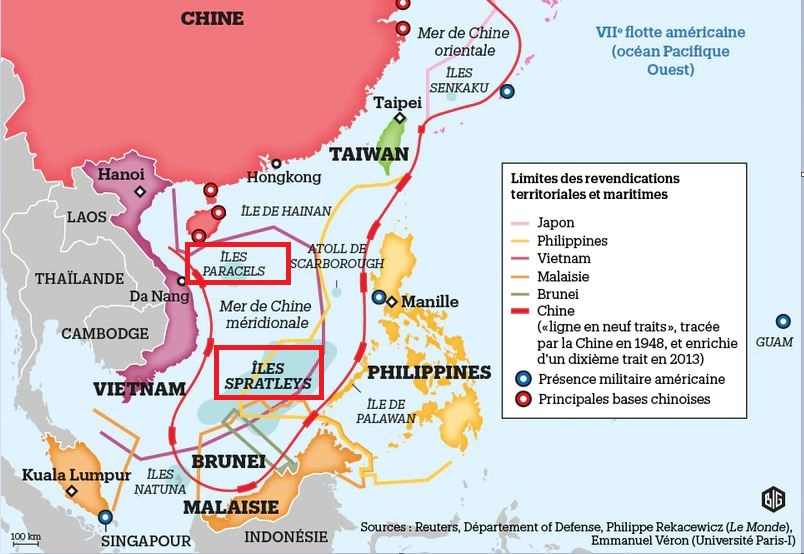 CHINE
Mer de Chine
orientale
VIIe flotte américaine
(océan Pacifique
Ouest)
ÎLES
SENKAKU
Taipei
TAIWAN
Hanoi
Hongkong
LAOS
ÎLE DE HAINAN
ÎLES
PARACELS
ATOLL DE
SCARBOROUGH
THAÏLANDE
Da Nang
Mer de Chine
méridionale
Manille
CAMBODGE
GUAM
ÎLES
SPRATLEYS
VIETNAM
PHILIPPINES
ÎLE DE
PALAWAN
BRUNEI
Kuala Lumpur
ÎLES
NATUNA
MALAISIE
SINGAPOUR
INDONÉSIE
100 km
Limites des revendications
territoriales et maritimes
Japon
Philippines
Vietnam
Malaisie
Brunei
Chine
(«ligne en neuf traits», tracée
par la Chine en 1948, et enrichie
d'un dixième trait en 2013)
Présence militaire américaine
Principales bases chinoises
BIG
Sources : Reuters, Départment of Defense, Philippe Rekacewicz (Le Monde),
Emmanuel Véron (Université Paris-I)